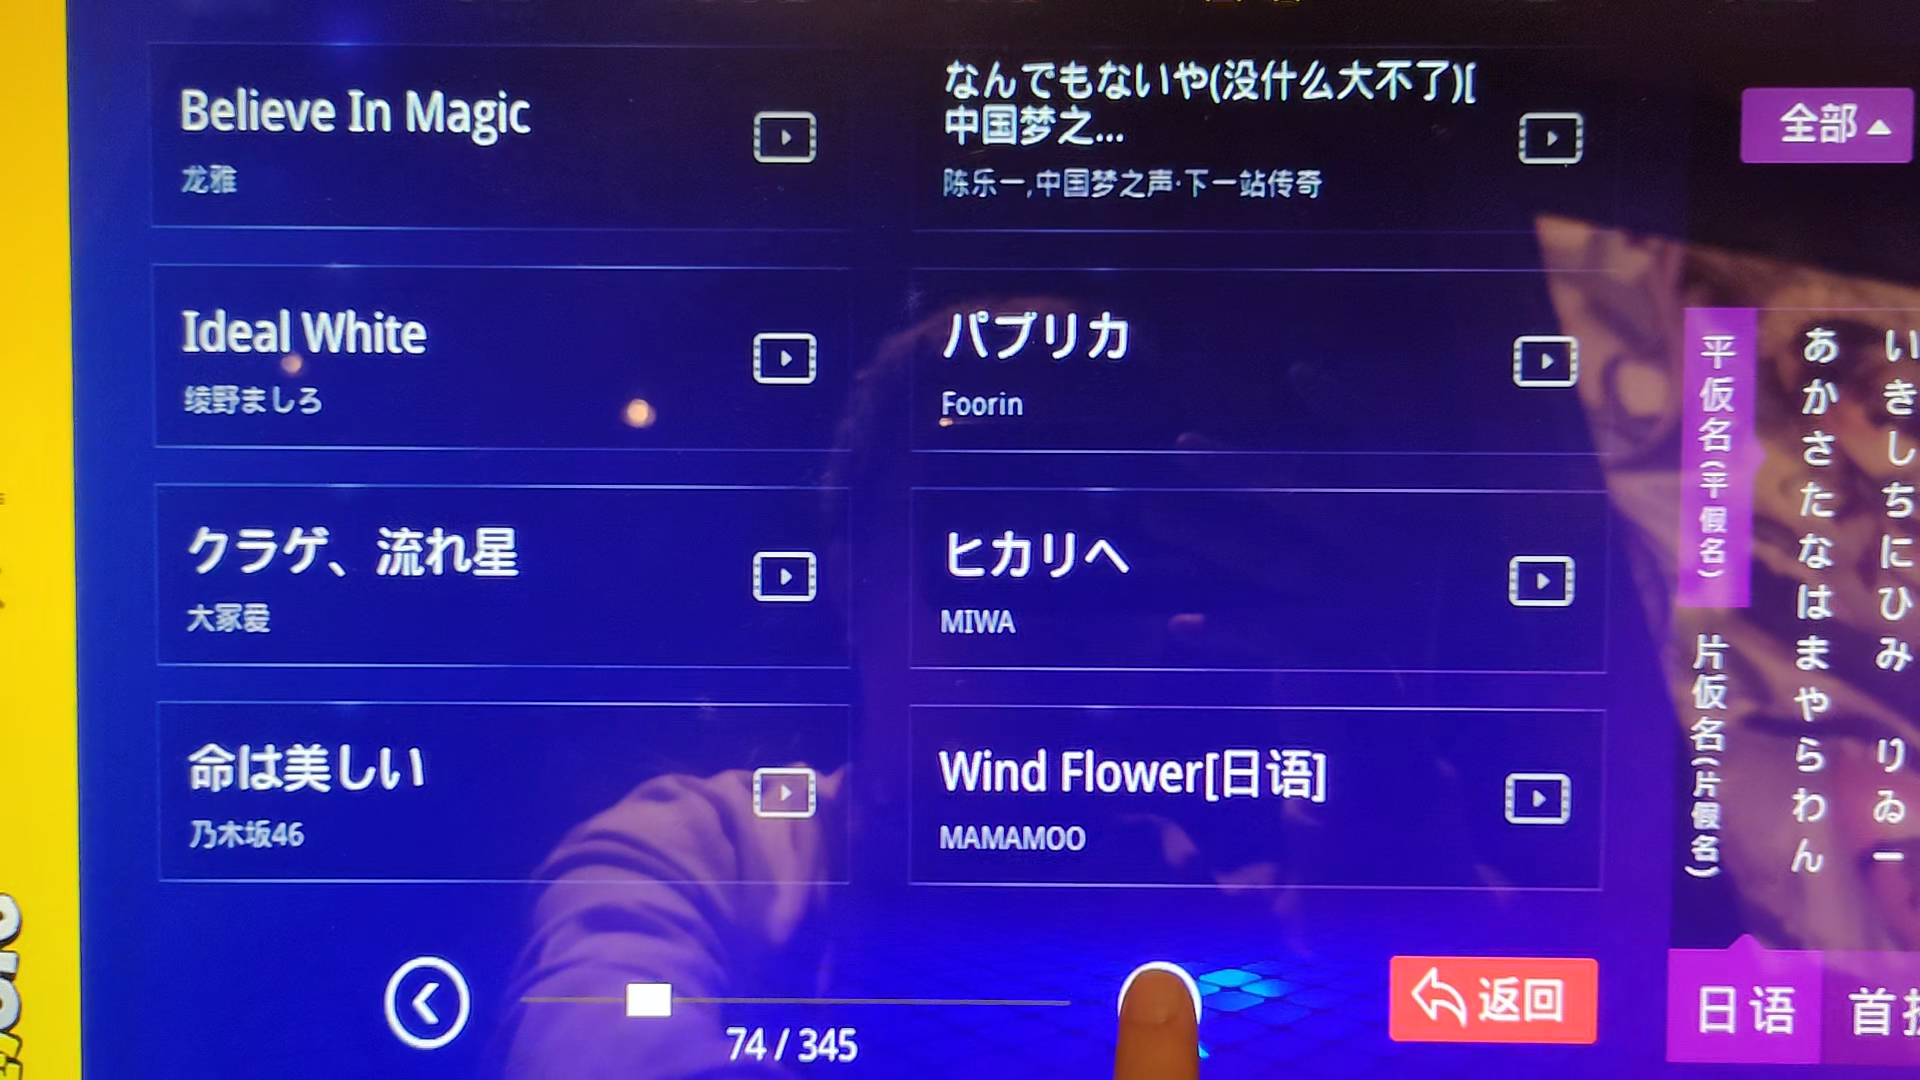 Believe In Magic
龙雅
なんでもないや(没什么大不了)[
中国梦之...
陈乐一,中国梦之声·下一站传奇
Ideal White
绫野ましろ
パプリカ
Foorin
クラゲ、流れ星
大冢爱
ヒカリへ
MIWA
命は美しい
乃木坂46
Wind Flower[日语]
MAMAMOO
74 / 345
返回
全部
平仮名(平假名)
片仮名(片假名)
あかさたなはまやらわん
いきしちにひみ りゐー
日语
首